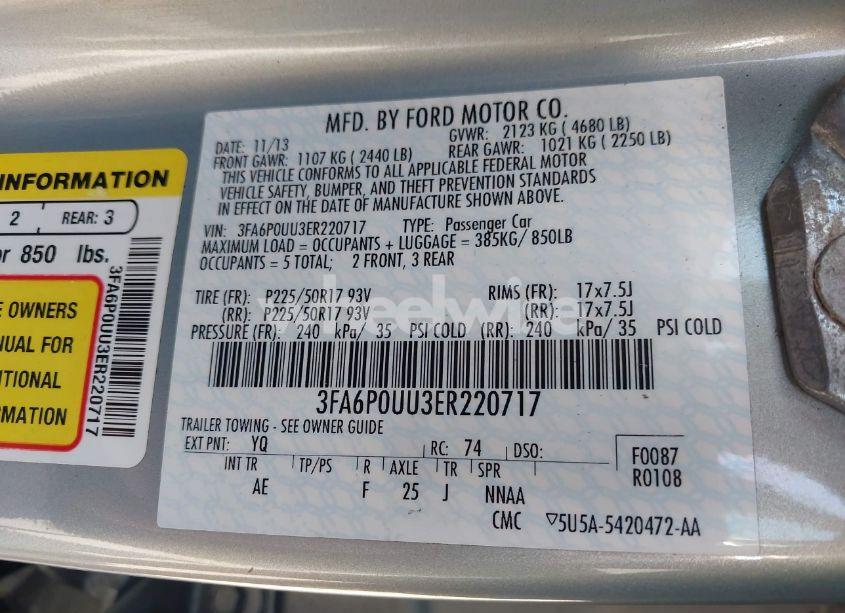 INFORMATION
2 REAR: 3
or 850 lbs.
E OWNERS
NUAL FOR
ITIONAL
ERMATION
3FA6P0UU3ER220717
MFD. BY FORD MOTOR CO.
DATE: 11/13 GVWR: 2123 KG ( 4680 LB)
FRONT GAWR: 1107 KG ( 2440 LB) REAR GAWR: 1021 KG ( 2250 LB)
THIS VEHICLE CONFORMS TO ALL APPLICABLE FEDERAL MOTOR
VEHICLE SAFETY, BUMPER, AND THEFT PREVENTION STANDARDS
IN EFFECT ON THE DATE OF MANUFACTURE SHOWN ABOVE.
VIN: 3FA6P0UU3ER220717 TYPE: Passenger Car
MAXIMUM LOAD = OCCUPANTS + LUGGAGE = 385KG/ 850LB
OCCUPANTS = 5 TOTAL; 2 FRONT, 3 REAR
TIRE (FR): P225/50R17 93V RIMS (FR): 17x7.5J
(RR): P225/50R17 93V (RR): 17x7.5J
PRESSURE (FR): 240 kPa/ 35 PSI COLD (RR): 240 kPa/ 35 PSI COLD
wheelwise
3FA6P0UU3ER220717
TRAILER TOWING - SEE OWNER GUIDE
EXT PNT: YQ RC: 74 DSO: F0087
R0108
INT TR TP/PS R AXLE TR SPR
AE F 25 J NNAA
CMC ▽5U5A-5420472-AA